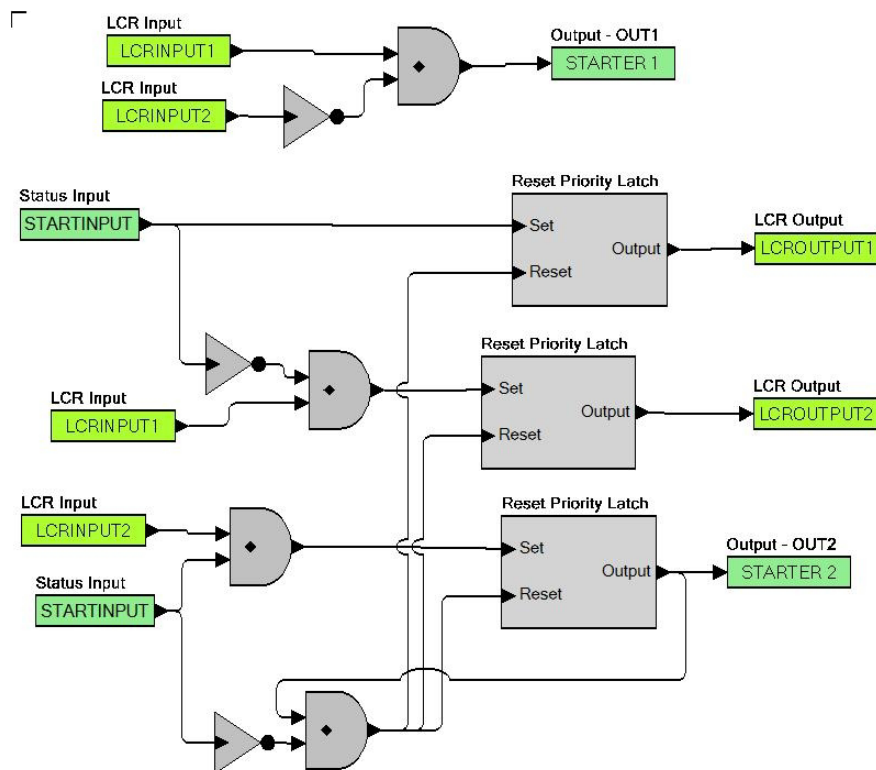 LCR Input
LCRINPUT1
Output - OUT1
STARTER 1
LCR Input
LCRINPUT2
Status Input
STARTINPUT
Reset Priority Latch
Set
Reset
Output
LCR Output
LCROUTPUT1
Reset Priority Latch
Set
Reset
Output
LCR Output
LCROUTPUT2
LCR Input
LCRINPUT1
LCR Input
LCRINPUT2
Reset Priority Latch
Set
Reset
Output
Output - OUT2
STARTER 2
Status Input
STARTINPUT